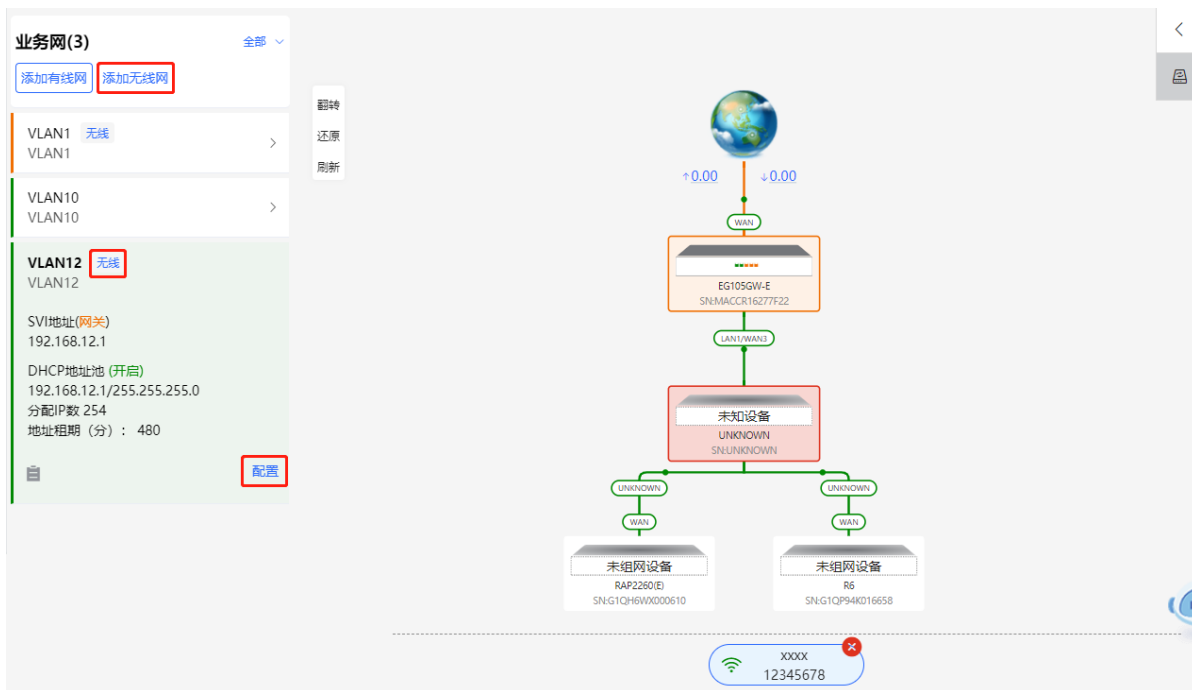 业务网(3)
全部
添加有线网 添加无线网
VLAN1 无线
VLAN1
VLAN10
VLAN10
VLAN12 无线
VLAN12
SVI地址(网关)
192.168.12.1
DHCP地址池 (开启)
192.168.12.1/255.255.255.0
分配IP数 254
地址租期（分）： 480
配置
翻转
还原
刷新
↑0.00 ↓0.00
WAN
EG105GW-E
SN:MACCR16277F22
LAN1/WAN3
未知设备
UNKNOWN
SN:UNKNOWN
UNKNOWN UNKNOWN
WAN WAN
未组网设备 未组网设备
RAP2260(E) R6
SN:G1QH6WX000610 SN:G1QP94K016658
XXXX
12345678